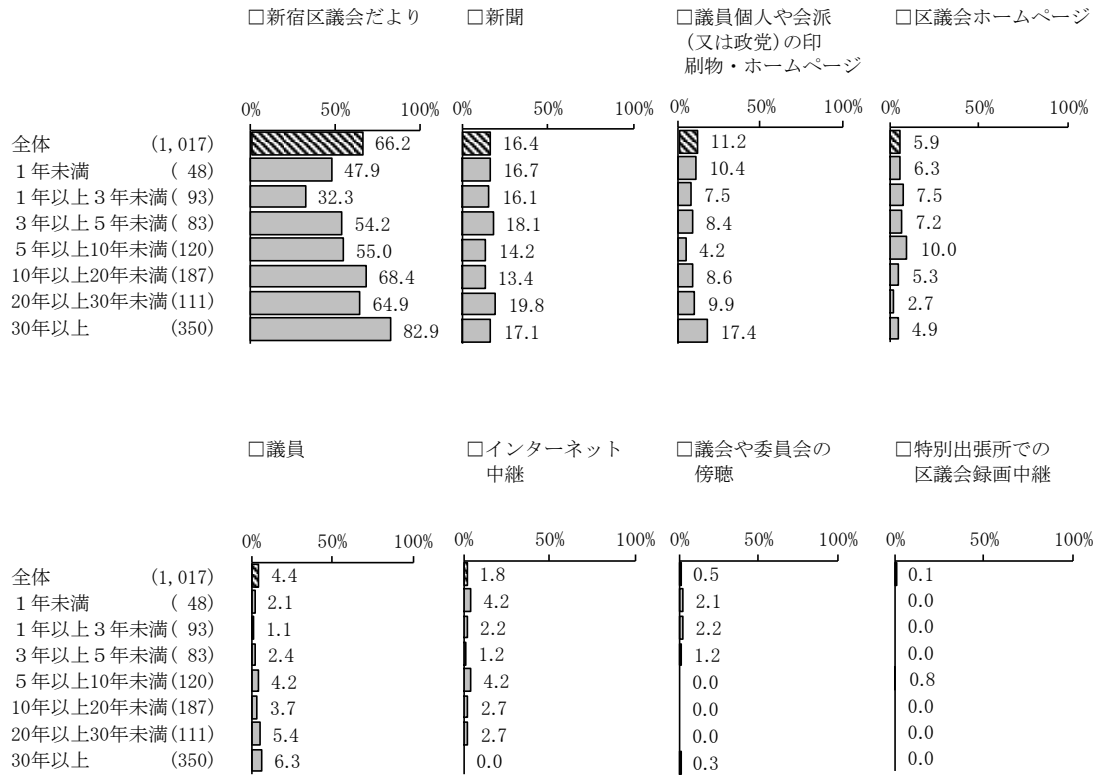 □新宿区議会だより □新聞 □議員個人や会派 □区議会ホームページ
(又は政党)の印
刷物・ホームページ
0% 50% 100% 0% 50% 100% 0% 50% 100% 0% 50% 100%
全体 (1,017) 66.2 16.4 11.2 5.9
1年未満 ( 48) 47.9 16.7 10.4 6.3
1年以上3年未満( 93) 32.3 16.1 7.5 7.5
3年以上5年未満( 83) 54.2 18.1 8.4 7.2
5年以上10年未満(120) 55.0 14.2 4.2 10.0
10年以上20年未満(187) 68.4 13.4 8.6 5.3
20年以上30年未満(111) 64.9 19.8 9.9 2.7
30年以上 (350) 82.9 17.1 17.4 4.9
□議員 □インターネット □議会や委員会の □特別出張所での
中継 傍聴 区議会録画中継
0% 50% 100% 0% 50% 100% 0% 50% 100% 0% 50% 100%
全体 (1,017) 4.4 1.8 0.5 0.1
1年未満 ( 48) 2.1 4.2 2.1 0.0
1年以上3年未満( 93) 1.1 2.2 2.2 0.0
3年以上5年未満( 83) 2.4 1.2 1.2 0.0
5年以上10年未満(120) 4.2 4.2 0.0 0.8
10年以上20年未満(187) 3.7 2.7 0.0 0.0
20年以上30年未満(111) 5.4 2.7 0.0 0.0
30年以上 (350) 6.3 0.0 0.3 0.0